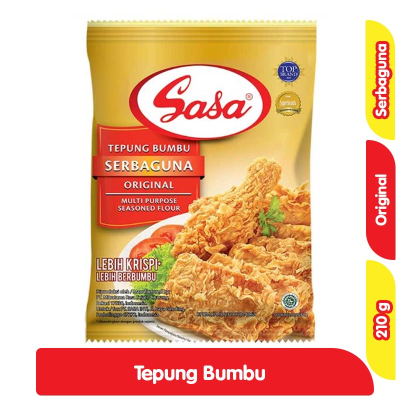 Sasa
TOP
BRAND
TEPUNG BUMBU
SERBAGUNA
ORIGINAL
MULTI PURPOSE
SEASONED FLOUR
LEBIH KRISPI:
LEBIH BERBUMBU
Serbaguna
Original
210 g
Tepung Bumbu